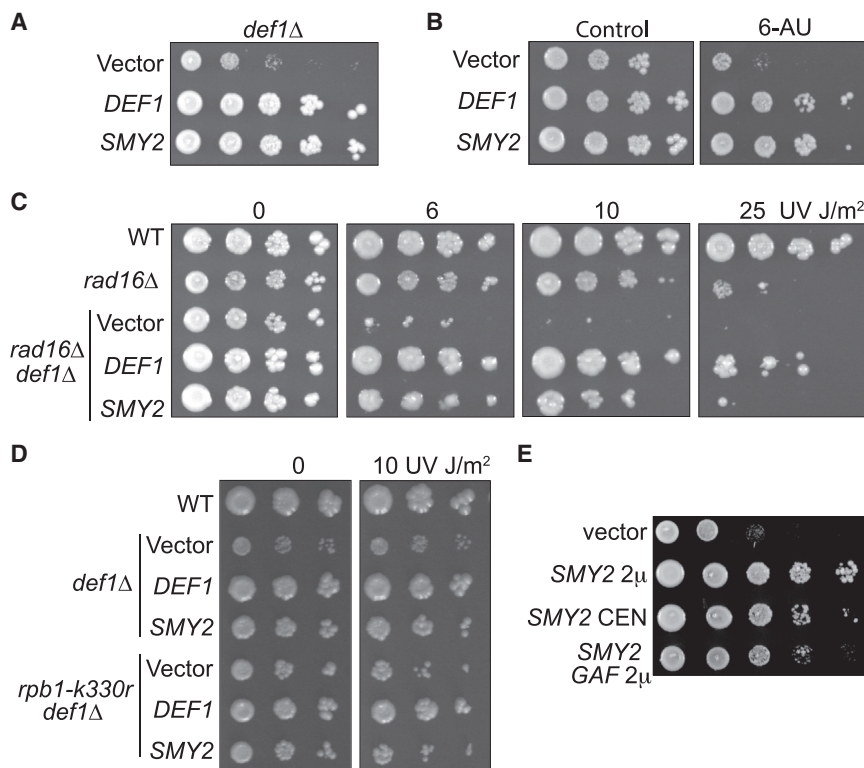 A
def1Δ
Vector
DEF1
SMY2
B
Control
6-AU
Vector
DEF1
SMY2
C
0
6
10
25 UV J/m²
WT
rad16Δ
rad16Δ
def1Δ
Vector
DEF1
SMY2
D
0
10 UV J/m²
WT
def1Δ
Vector
DEF1
SMY2
rpb1-k330r
def1Δ
Vector
DEF1
SMY2
E
vector
SMY2 2µ
SMY2 CEN
SMY2
GAF 2µ